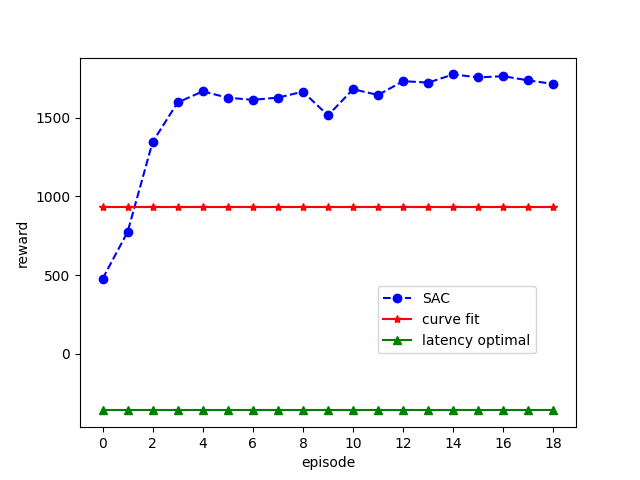 1500
1000
500
0
reward
SAC
curve fit
latency optimal
0 2 4 6 8 10 12 14 16 18
episode